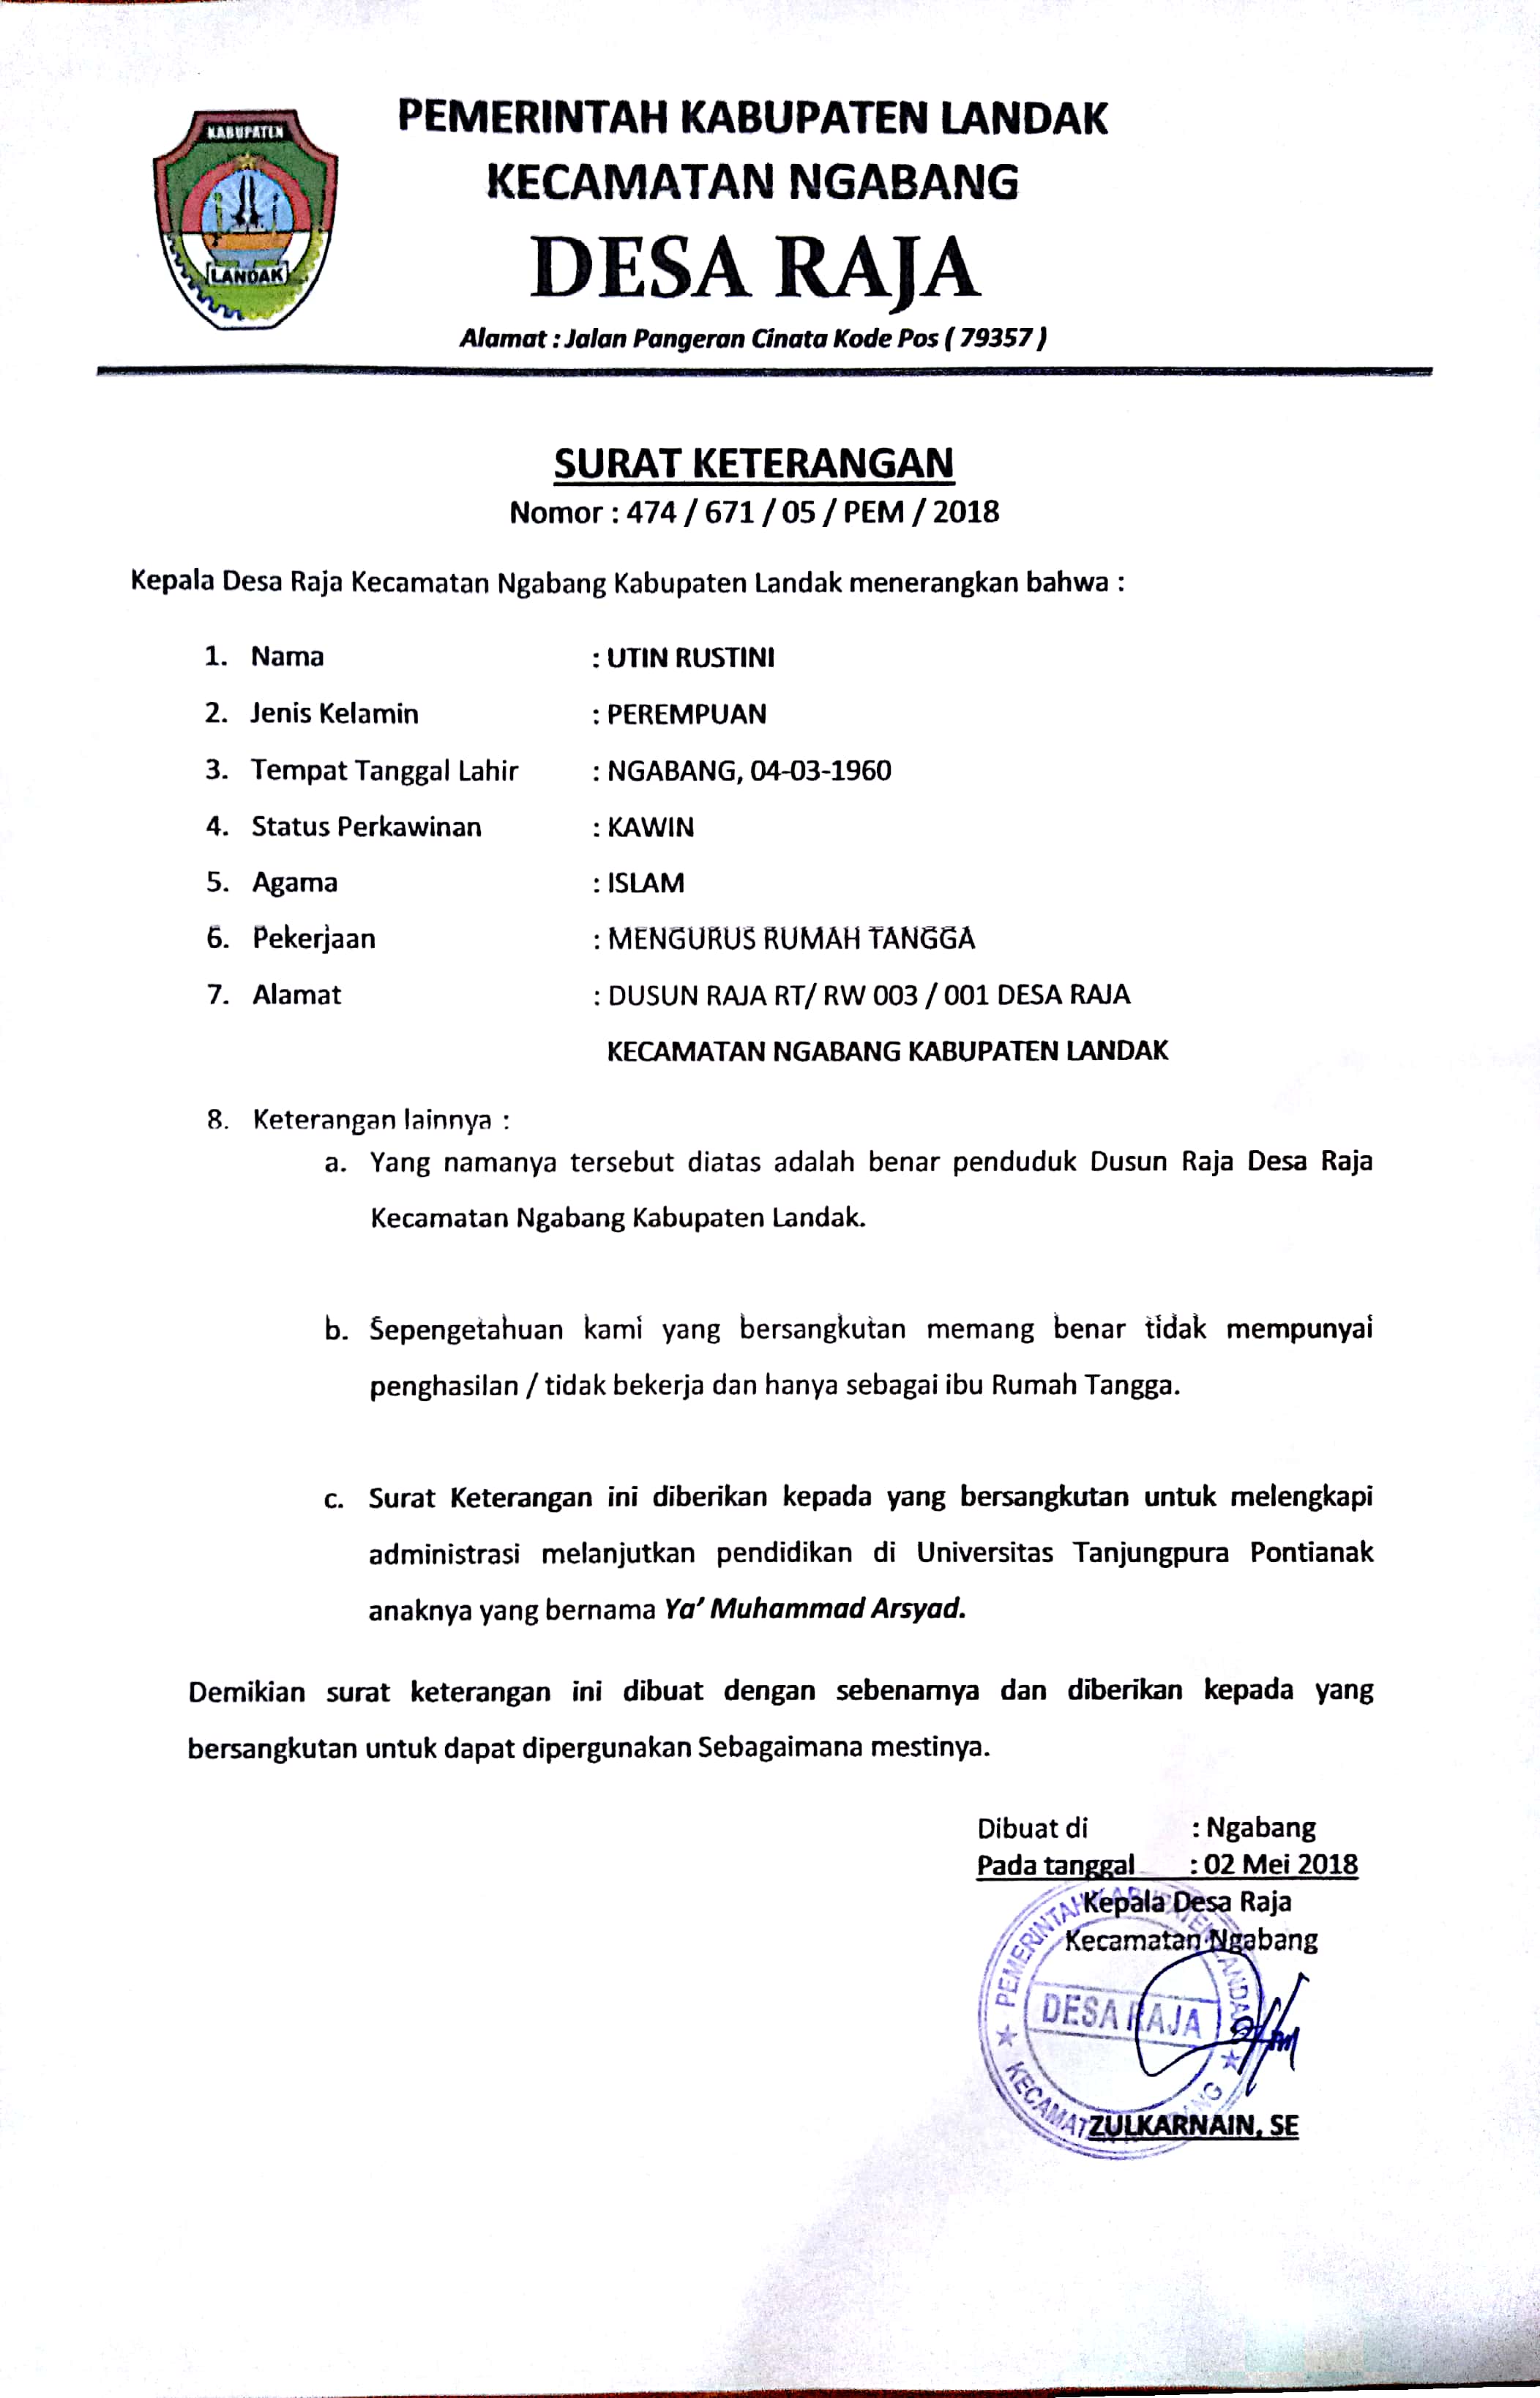 KABUPATEN
LANDAK
PEMERINTAH KABUPATEN LANDAK
KECAMATAN NGABANG
DESA RAJA
Alamat : Jalan Pangeran Cinata Kode Pos ( 79357 )
SURAT KETERANGAN
Nomor : 474 / 671 / 05 / PEM / 2018
Kepala Desa Raja Kecamatan Ngabang Kabupaten Landak menerangkan bahwa :
1. Nama : UTIN RUSTINI
2. Jenis Kelamin : PEREMPUAN
3. Tempat Tanggal Lahir : NGABANG, 04-03-1960
4. Status Perkawinan : KAWIN
5. Agama : ISLAM
6. Pekerjaan : MENGURUS RUMAH TANGGA
7. Alamat : DUSUN RAJA RT/ RW 003 / 001 DESA RAJA
KECAMATAN NGABANG KABUPATEN LANDAK
8. Keterangan lainnya :
a. Yang namanya tersebut diatas adalah benar penduduk Dusun Raja Desa Raja
Kecamatan Ngabang Kabupaten Landak.
b. Sepengetahuan kami yang bersangkutan memang benar tidak mempunyai
penghasilan / tidak bekerja dan hanya sebagai ibu Rumah Tangga.
c. Surat Keterangan ini diberikan kepada yang bersangkutan untuk melengkapi
administrasi melanjutkan pendidikan di Universitas Tanjungpura Pontianak
anaknya yang bernama Ya' Muhammad Arsyad.
Demikian surat keterangan ini dibuat dengan sebenarnya dan diberikan kepada yang
bersangkutan untuk dapat dipergunakan Sebagaimana mestinya.
Dibuat di : Ngabang
Pada tanggal : 02 Mei 2018
Kepala Desa Raja
Kecamatan Ngabang
PEMERINTAH KABUPATEN LANDAK
DESA RAJA
ZULKARNAIN, SE